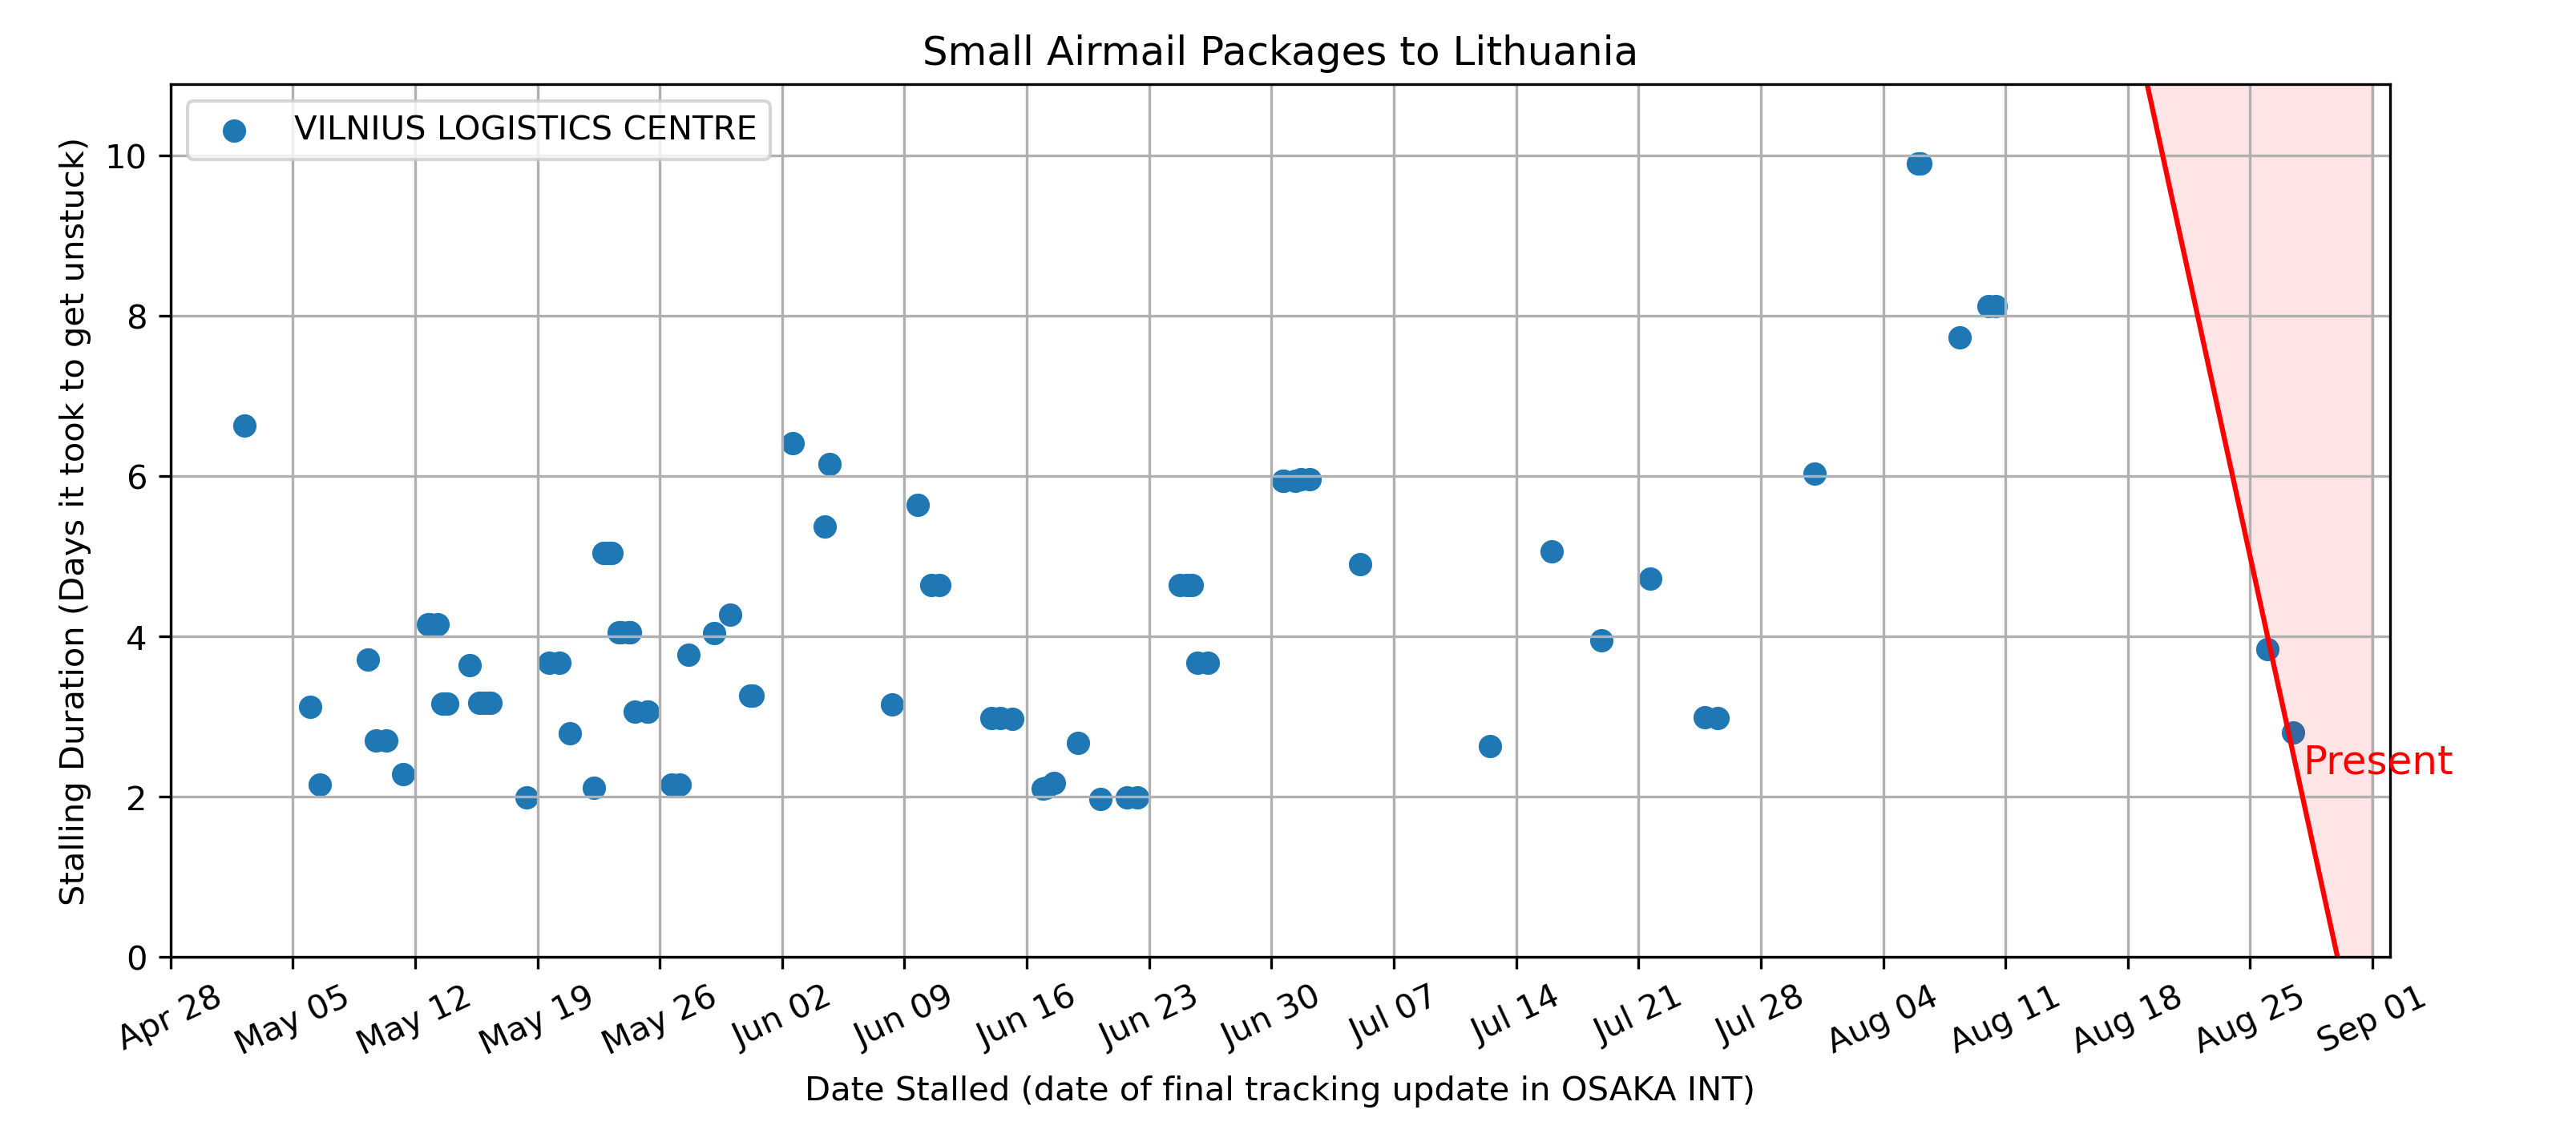 Small Airmail Packages to Lithuania
VILNIUS LOGISTICS CENTRE
Stalling Duration (Days it took to get unstuck)
10
8
6
4
2
0
Present
Apr 28
May 05
May 12
May 19
May 26
Jun 02
Jun 09
Jun 16
Jun 23
Jun 30
Jul 07
Jul 14
Jul 21
Jul 28
Aug 04
Aug 11
Aug 18
Aug 25
Sep 01
Date Stalled (date of final tracking update in OSAKA INT)